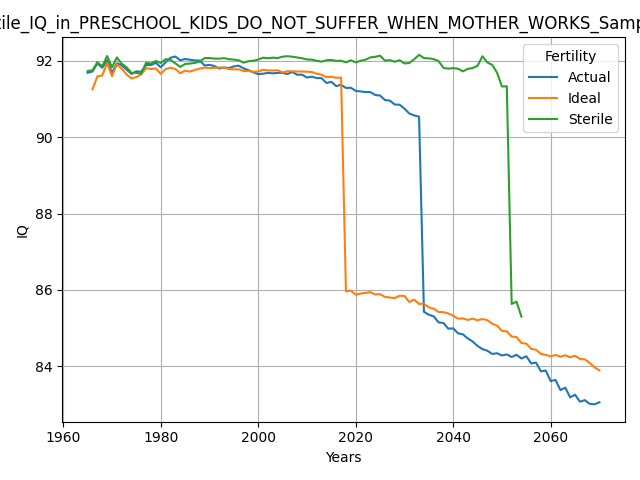 tile_IQ_in_PRESCHOOL_KIDS_DO_NOT_SUFFER_WHEN_MOTHER_WORKS_Samp
Fertility
Actual
Ideal
Sterile
92
90
88
86
84
IQ
1960
1980
2000
2020
2040
2060
Years